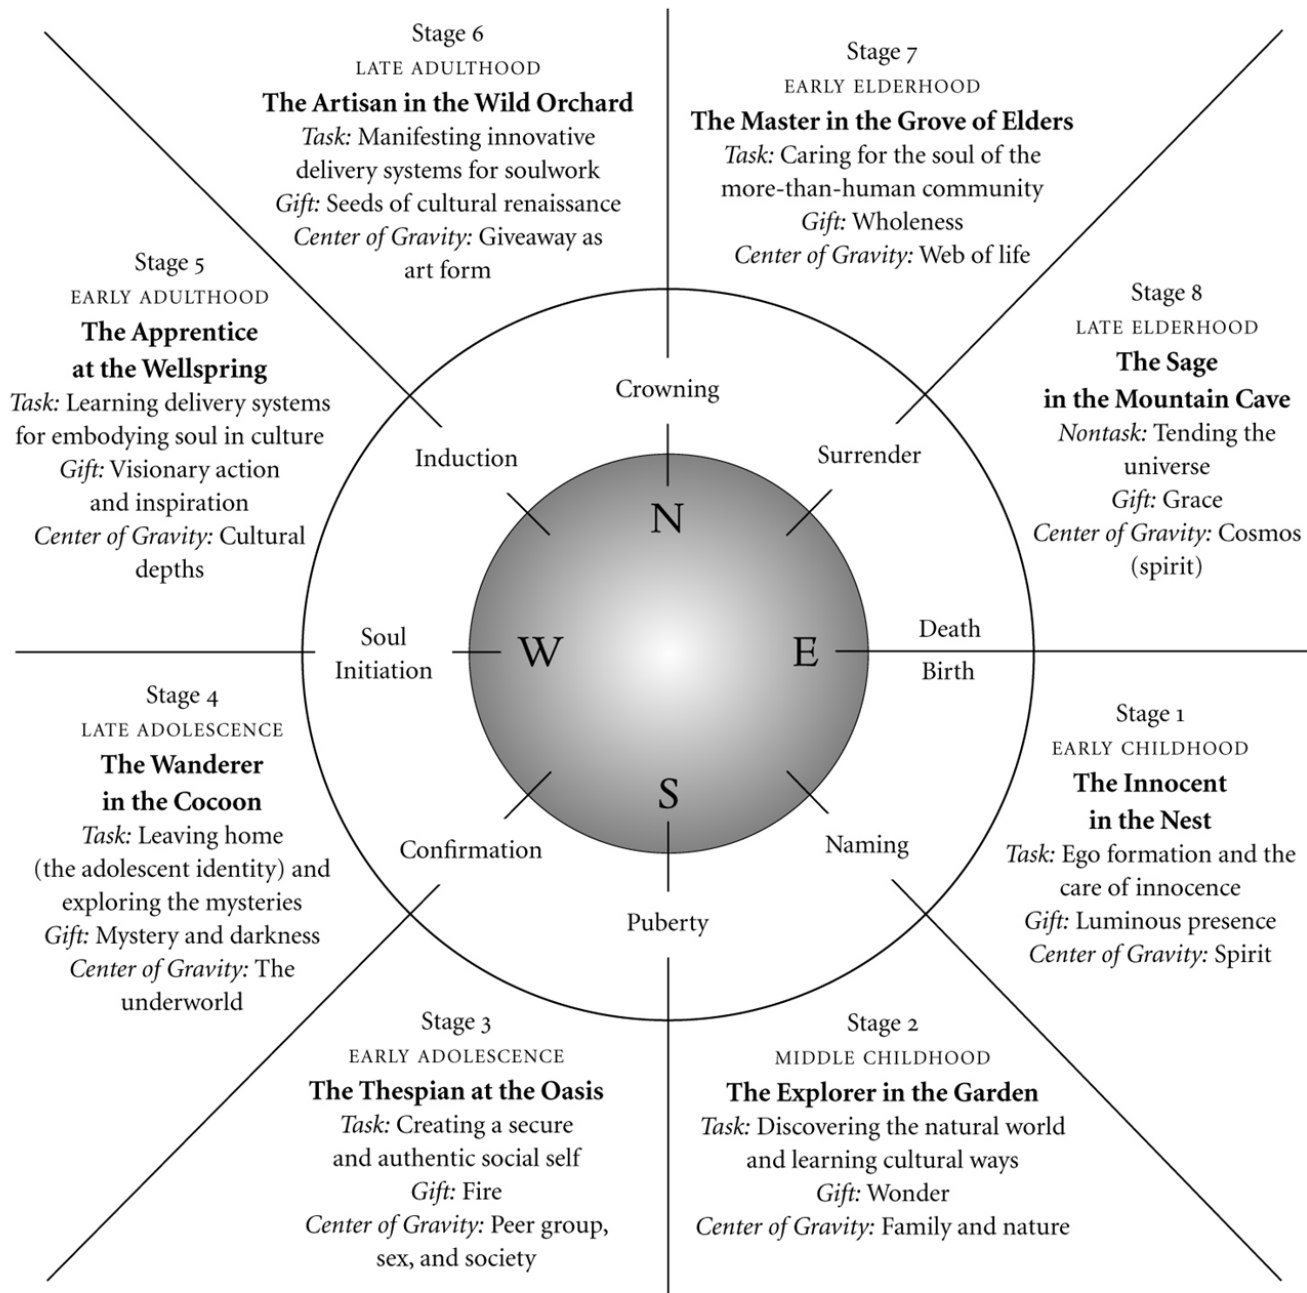 Stage 6
LATE ADULTHOOD
The Artisan in the Wild Orchard
Task: Manifesting innovative
delivery systems for soulwork
Gift: Seeds of cultural renaissance
Center of Gravity: Giveaway as
art form
Stage 7
EARLY ELDERHOOD
The Master in the Grove of Elders
Task: Caring for the soul of the
more-than-human community
Gift: Wholeness
Center of Gravity: Web of life
Stage 5
EARLY ADULTHOOD
The Apprentice
at the Wellspring
Task: Learning delivery systems
for embodying soul in culture
Gift: Visionary action
and inspiration
Center of Gravity: Cultural
depths
Stage 8
LATE ELDERHOOD
The Sage
in the Mountain Cave
Nontask: Tending the
universe
Gift: Grace
Center of Gravity: Cosmos
(spirit)
Crowning
Induction
Surrender
N
Soul
Initiation
W
E
Death
Birth
S
Confirmation
Naming
Puberty
Stage 4
LATE ADOLESCENCE
The Wanderer
in the Cocoon
Task: Leaving home
(the adolescent identity) and
exploring the mysteries
Gift: Mystery and darkness
Center of Gravity: The
underworld
Stage 1
EARLY CHILDHOOD
The Innocent
in the Nest
Task: Ego formation and the
care of innocence
Gift: Luminous presence
Center of Gravity: Spirit
Stage 3
EARLY ADOLESCENCE
The Thespian at the Oasis
Task: Creating a secure
and authentic social self
Gift: Fire
Center of Gravity: Peer group,
sex, and society
Stage 2
MIDDLE CHILDHOOD
The Explorer in the Garden
Task: Discovering the natural world
and learning cultural ways
Gift: Wonder
Center of Gravity: Family and nature